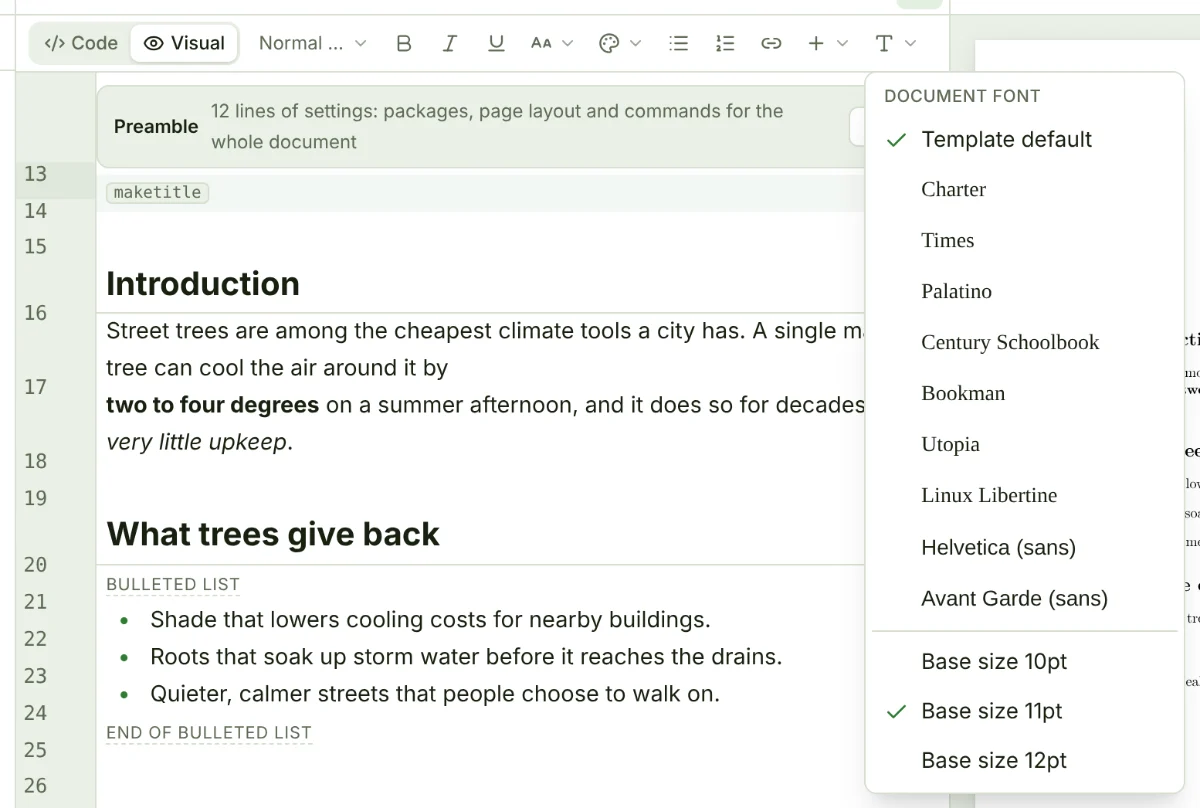 Code Visual Normal ... B I U AA T
Preamble
12 lines of settings: packages, page layout and commands for the
whole document
13
maketitle
14
15
Introduction
16
Street trees are among the cheapest climate tools a city has. A single
tree can cool the air around it by
17
two to four degrees on a summer afternoon, and it does so for decades
very little upkeep.
18
19
What trees give back
20
BULLETED LIST
21
• Shade that lowers cooling costs for nearby buildings.
22
• Roots that soak up storm water before it reaches the drains.
23
• Quieter, calmer streets that people choose to walk on.
24
END OF BULLETED LIST
25
26
DOCUMENT FONT
Template default
Charter
Times
Palatino
Century Schoolbook
Bookman
Utopia
Linux Libertine
Helvetica (sans)
Avant Garde (sans)
Base size 10pt
Base size 11pt
Base size 12pt